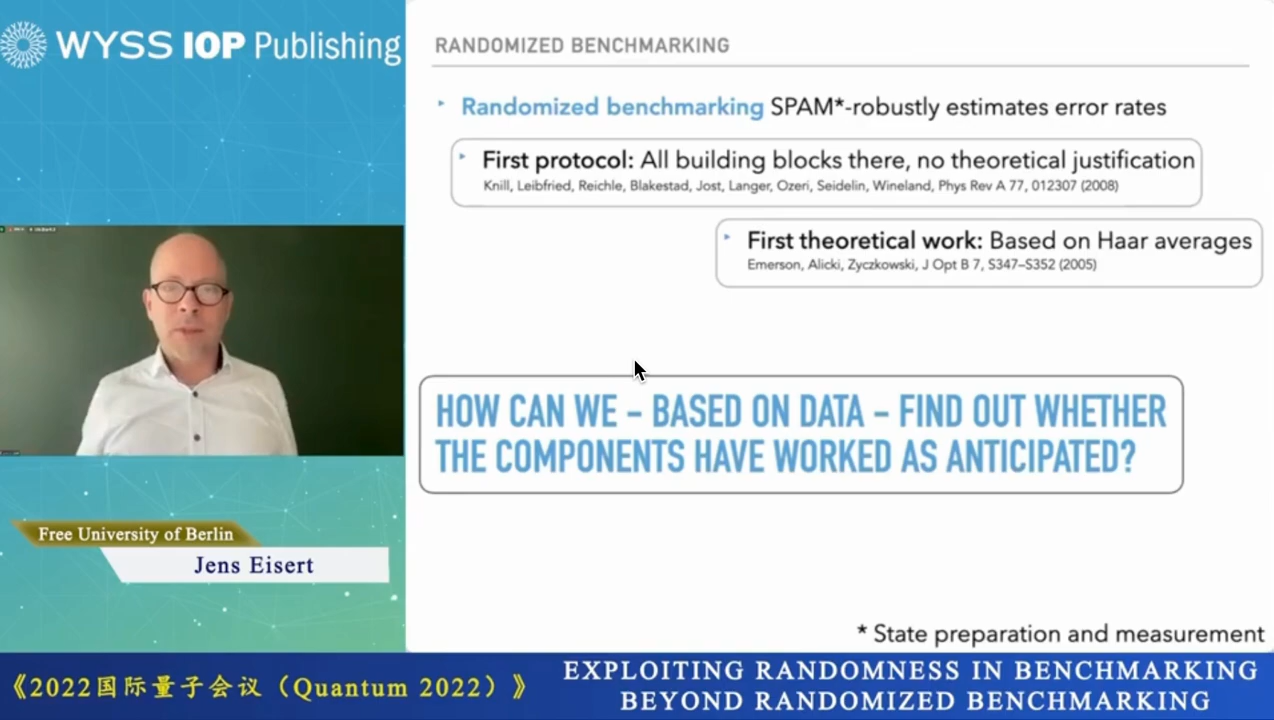 WYSS IOP Publishing
RANDOMIZED BENCHMARKING
‣ Randomized benchmarking SPAM*-robustly estimates error rates
‣ First protocol: All building blocks there, no theoretical justification
Knill, Leibfried, Reichle, Blakestad, Jost, Langer, Ozeri, Seidelin, Wineland, Phys Rev A 77, 012307 (2008)
‣ First theoretical work: Based on Haar averages
Emerson, Alicki, Zyczkowski, J Opt B 7, S347–S352 (2005)
HOW CAN WE – BASED ON DATA – FIND OUT WHETHER
THE COMPONENTS HAVE WORKED AS ANTICIPATED?
* State preparation and measurement
Free University of Berlin
Jens Eisert
《2022国际量子会议（Quantum 2022）》
EXPLOITING RANDOMNESS IN BENCHMARKING
BEYOND RANDOMIZED BENCHMARKING